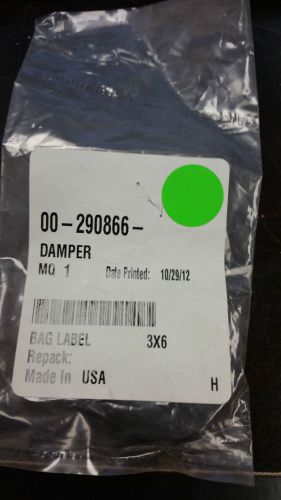 00-290866-
DAMPER
MQ 1 Date Printed: 10/29/12
BAG LABEL 3X6
Repack:
Made In USA H